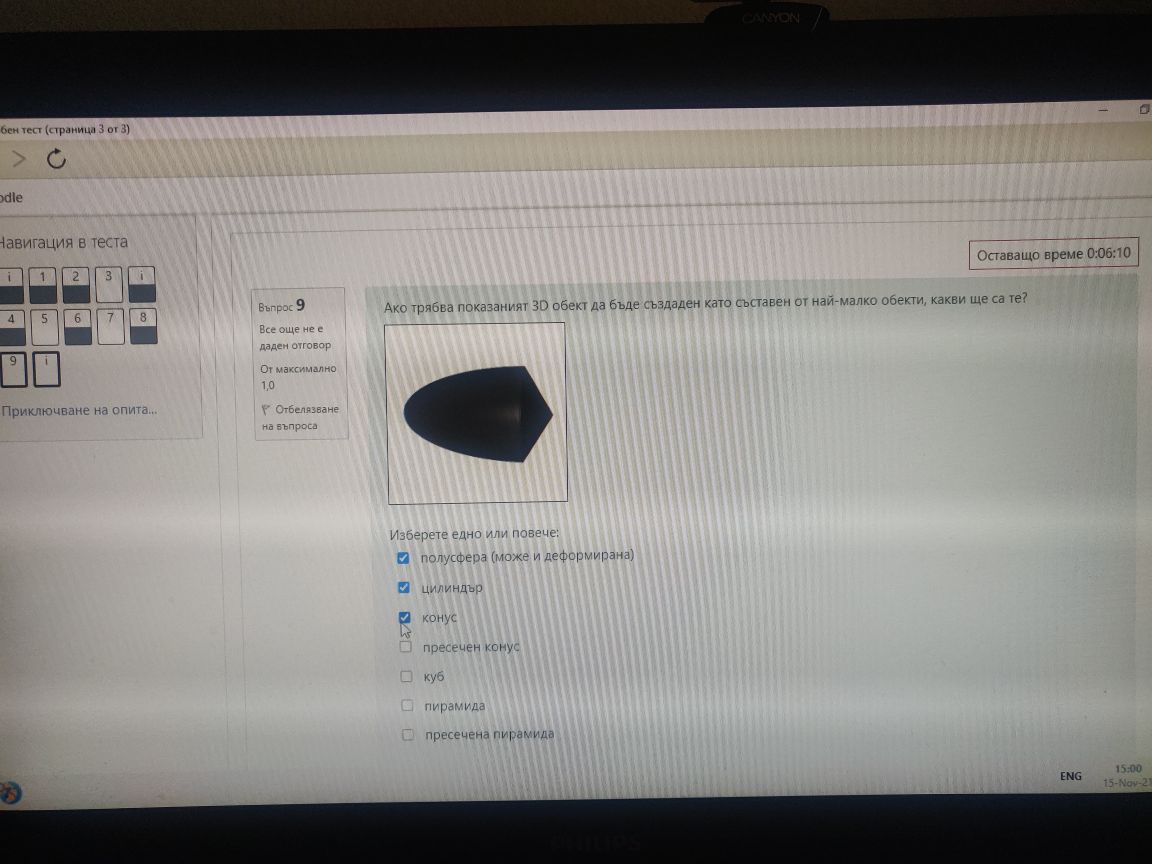 CANYON
бен тест (страница 3 от 3)
odle
Навигация в теста
i 1 2 3 i
4 5 6 7 8
9 i
Приключване на опита...
Оставащо време 0:06:10
Въпрос 9
Все още не е
даден отговор
От максимално
1,0
Отбелязване
на въпроса
Ако трябва показаният 3D обект да бъде създаден като съставен от най-малко обекти, какви ще са те?
Изберете едно или повече:
полусфера (може и деформирана)
цилиндър
конус
пресечен конус
куб
пирамида
пресечена пирамида
ENG
15:00
15-Nov-21
PHILIPS